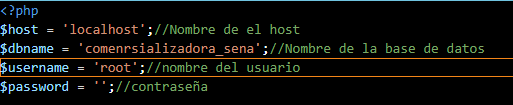 <?php
$host = 'localhost';//Nombre de el host
$dbname = 'comenrsializadora_sena';//Nombre de la base de datos
$username = 'root';//nombre del usuario
$password = '';//contraseña